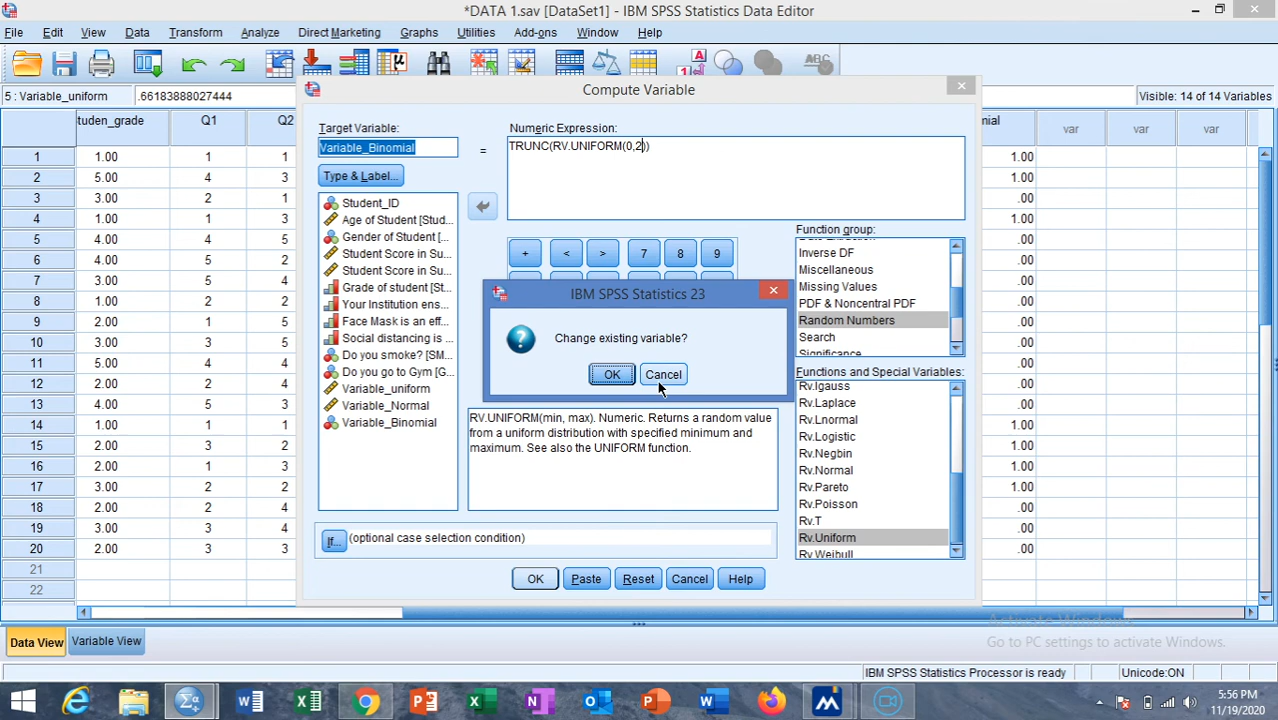 *DATA 1.sav [DataSet1] - IBM SPSS Statistics Data Editor
File Edit View Data Transform Analyze Direct Marketing Graphs Utilities Add-ons Window Help
5 : Variable_uniform .66183888027444 Visible: 14 of 14 Variables
Compute Variable
Target Variable:
Variable_Binomial
=
Numeric Expression:
TRUNC(RV.UNIFORM(0,2))
Type & Label...
Student_ID
Age of Student [Stud...
Gender of Student [...
Student Score in Su...
Student Score in Su...
Grade of student [St...
Your Institution ens...
Face Mask is an eff...
Social distancing is ...
Do you smoke? [SM...
Do you go to Gym [G...
Variable_uniform
Variable_Normal
Variable_Binomial
+ < > 7 8 9
Function group:
Inverse DF
Miscellaneous
Missing Values
PDF & Noncentral PDF
Random Numbers
Search
Significance
Functions and Special Variables:
Rv.Igauss
Rv.Laplace
Rv.Lnormal
Rv.Logistic
Rv.Negbin
Rv.Normal
Rv.Pareto
Rv.Poisson
Rv.T
Rv.Uniform
Rv.Weibull
IBM SPSS Statistics 23
Change existing variable?
OK Cancel
RV.UNIFORM(min, max). Numeric. Returns a random value
from a uniform distribution with specified minimum and
maximum. See also the UNIFORM function.
If... (optional case selection condition)
OK Paste Reset Cancel Help
tuden_grade Q1 Q2 omial var var var
1 1.00 1 1 1.00
2 5.00 4 3 1.00
3 3.00 2 1 .00
4 1.00 1 3 1.00
5 4.00 4 5 .00
6 4.00 5 2 .00
7 3.00 4 5 .00
8 1.00 1 2 .00
9 2.00 1 5 .00
10 3.00 3 4 .00
11 5.00 4 4 .00
12 2.00 2 4 .00
13 4.00 5 3 .00
14 1.00 1 1 1.00
15 2.00 3 2 .00
16 2.00 1 3 1.00
17 3.00 2 2 1.00
18 2.00 2 4 .00
19 3.00 3 4 .00
20 2.00 3 3 .00
21
22
Activate Windows
Go to PC settings to activate Windows.
Data View Variable View
IBM SPSS Statistics Processor is ready Unicode:ON
5:56 PM
11/19/2020